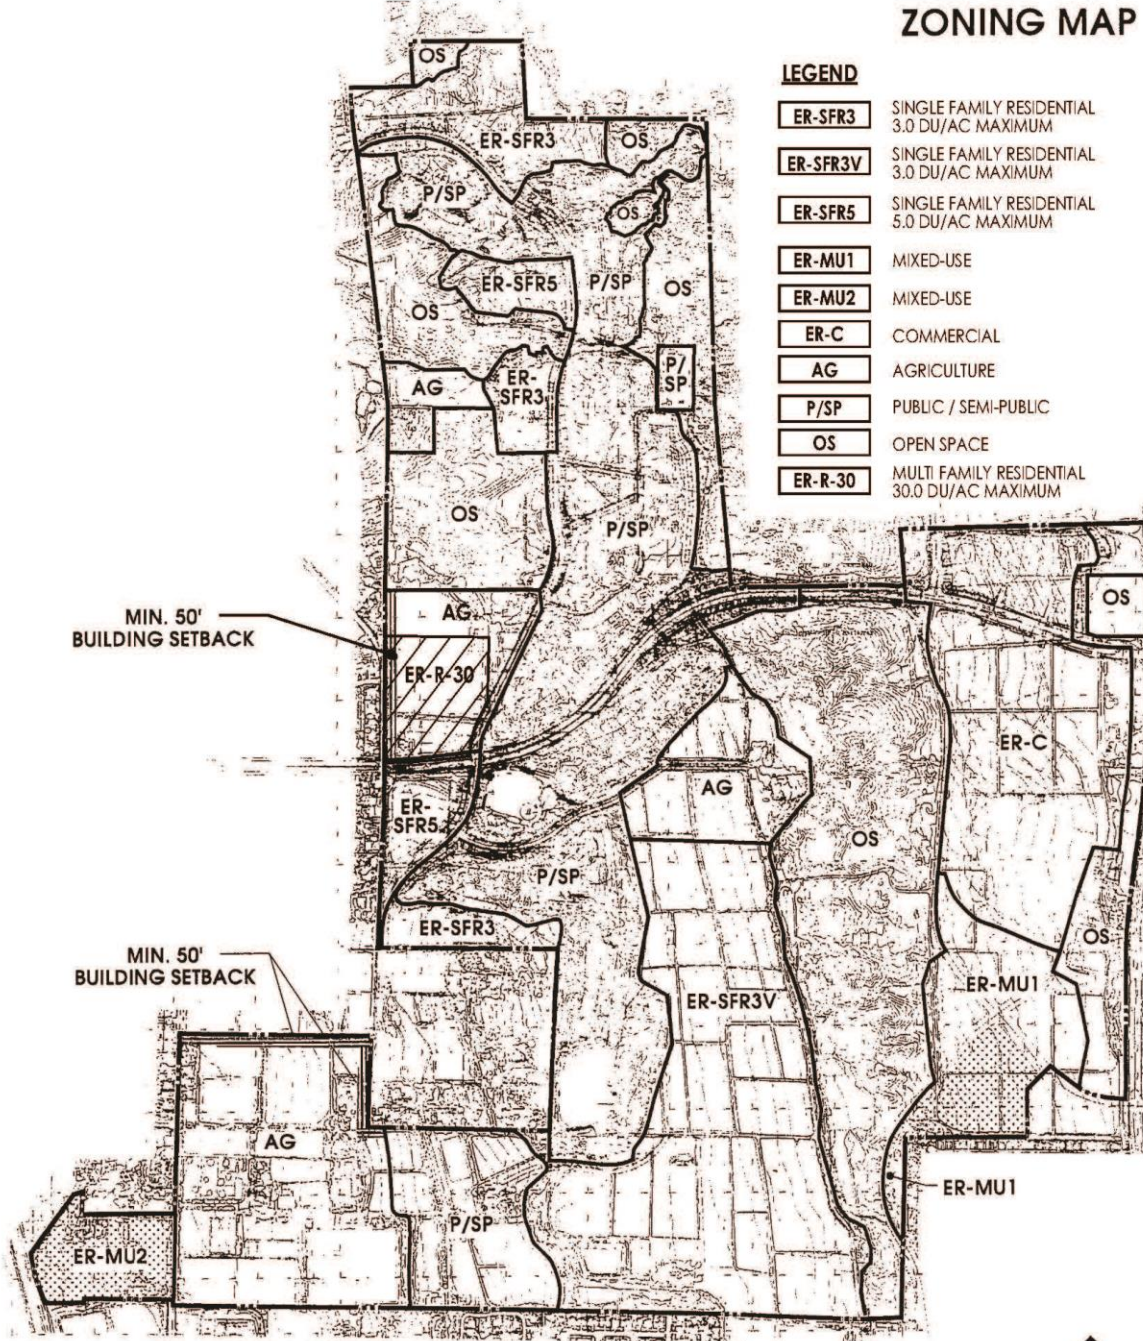 ZONING MAP
LEGEND
ER-SFR3 SINGLE FAMILY RESIDENTIAL
3.0 DU/AC MAXIMUM
ER-SFR3V SINGLE FAMILY RESIDENTIAL
3.0 DU/AC MAXIMUM
ER-SFR5 SINGLE FAMILY RESIDENTIAL
5.0 DU/AC MAXIMUM
ER-MU1 MIXED-USE
ER-MU2 MIXED-USE
ER-C COMMERCIAL
AG AGRICULTURE
P/SP PUBLIC / SEMI-PUBLIC
OS OPEN SPACE
ER-R-30 MULTI FAMILY RESIDENTIAL
30.0 DU/AC MAXIMUM
OS
ER-SFR3
OS
P/SP
OS
ER-SFR5
P/SP
OS
OS
P/
SP
AG
ER-
SFR3
OS
P/SP
OS
MIN. 50'
BUILDING SETBACK
AG
ER-R-30
ER-C
AG
ER-
SFR5
OS
P/SP
ER-SFR3
OS
MIN. 50'
BUILDING SETBACK
ER-MU1
ER-SFR3V
AG
ER-MU1
P/SP
ER-MU2